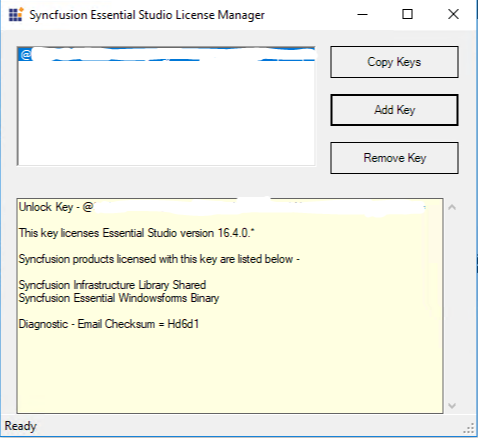 Syncfusion Essential Studio License Manager
@
Copy Keys
Add Key
Remove Key
Unlock Key - @
This key licenses Essential Studio version 16.4.0.*
Syncfusion products licensed with this key are listed below -
Syncfusion Infrastructure Library Shared
Syncfusion Essential Windowsforms Binary
Diagnostic - Email Checksum = Hd6d1
Ready